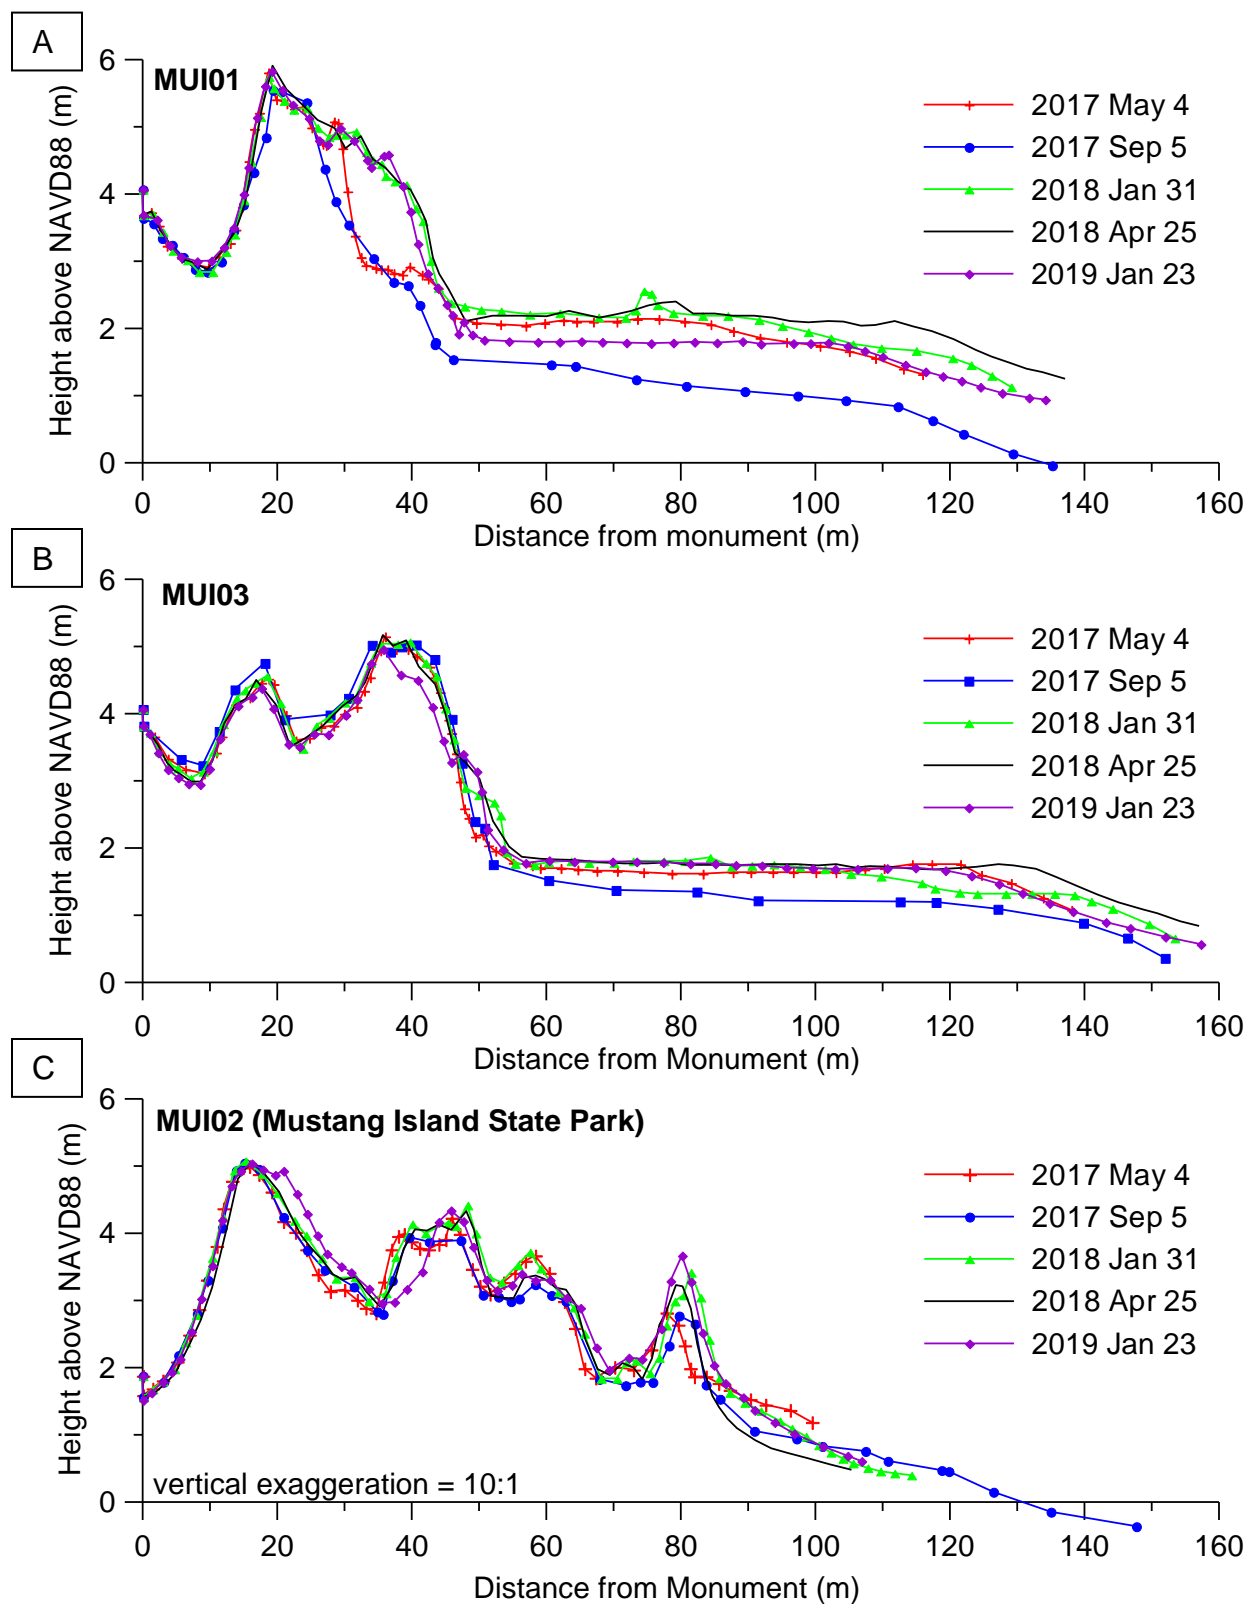 A
MUI01
Height above NAVD88 (m)
6
4
2
0
2017 May 4
2017 Sep 5
2018 Jan 31
2018 Apr 25
2019 Jan 23
0 20 40 60 80 100 120 140 160
Distance from monument (m)
B
MUI03
Height above NAVD88 (m)
6
4
2
0
2017 May 4
2017 Sep 5
2018 Jan 31
2018 Apr 25
2019 Jan 23
0 20 40 60 80 100 120 140 160
Distance from Monument (m)
C
MUI02 (Mustang Island State Park)
Height above NAVD88 (m)
6
4
2
0
2017 May 4
2017 Sep 5
2018 Jan 31
2018 Apr 25
2019 Jan 23
vertical exaggeration = 10:1
0 20 40 60 80 100 120 140 160
Distance from Monument (m)